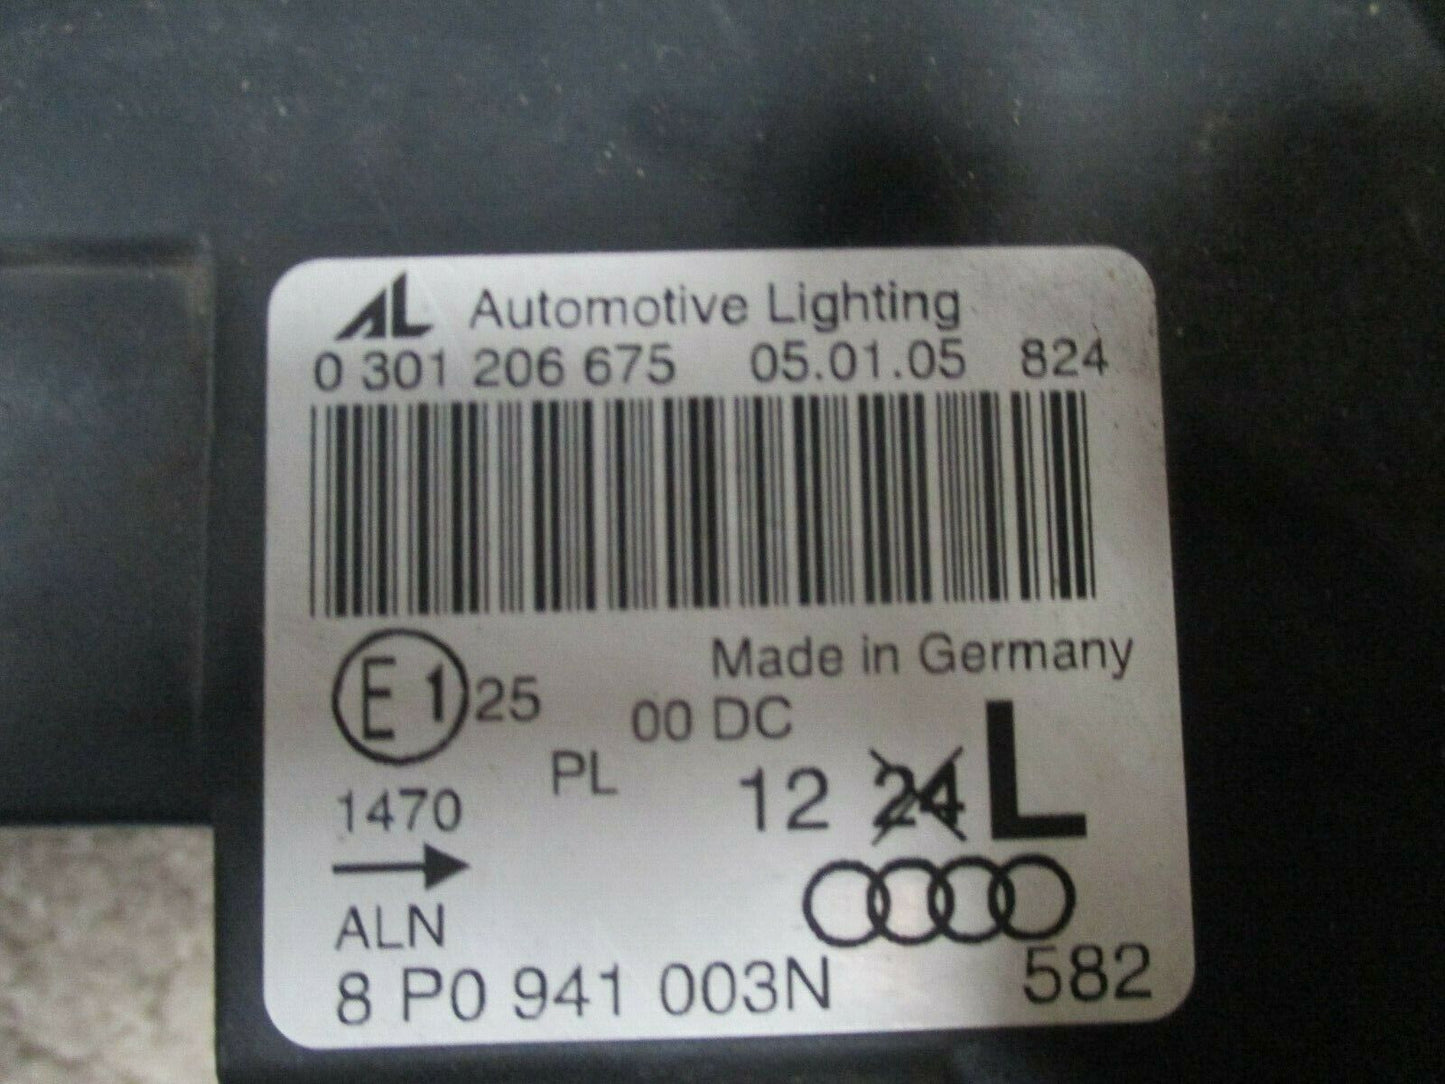 AL Automotive Lighting
0 301 206 675 05.01.05 824
Made in Germany
E1 25 00 DC
PL 12 24 L
1470
ALN
8 P0 941 003N 582